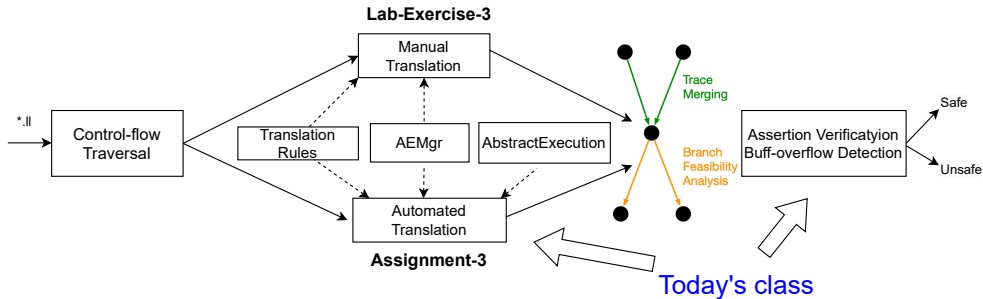 Lab-Exercise-3
Manual
Translation
*.ll
Control-flow
Traversal
Translation
Rules
AEMgr
AbstractExecution
Automated
Translation
Assignment-3
Trace
Merging
Branch
Feasibility
Analysis
Assertion Verificatyion
Buff-overflow Detection
Safe
Unsafe
Today's class